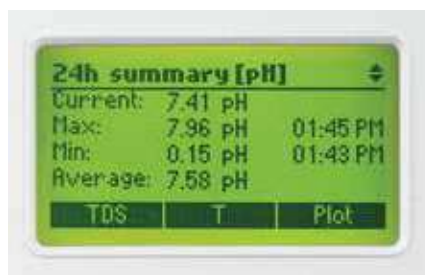 24h summary [pH]
Current: 7.41 pH
Max: 7.96 pH 01:45 PM
Min: 0.15 pH 01:43 PM
Average: 7.58 pH
TDS T Plot